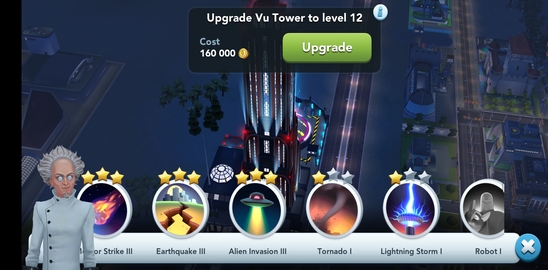 Upgrade Vu Tower to level 12
Cost
160 000
Upgrade
or Strike III
Earthquake III
Alien Invasion III
Tornado I
Lightning Storm I
Robot I